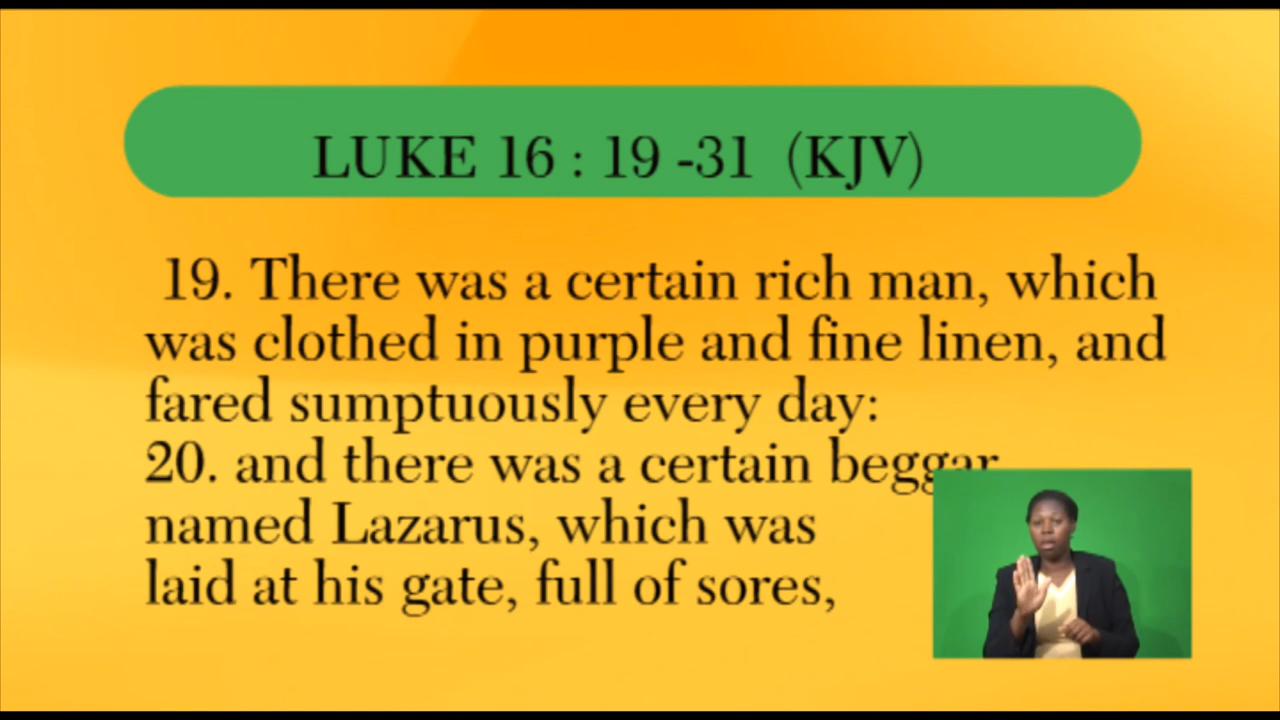 LUKE 16 : 19 -31 (KJV)
19. There was a certain rich man, which
was clothed in purple and fine linen, and
fared sumptuously every day:
20. and there was a certain beggar
named Lazarus, which was
laid at his gate, full of sores,